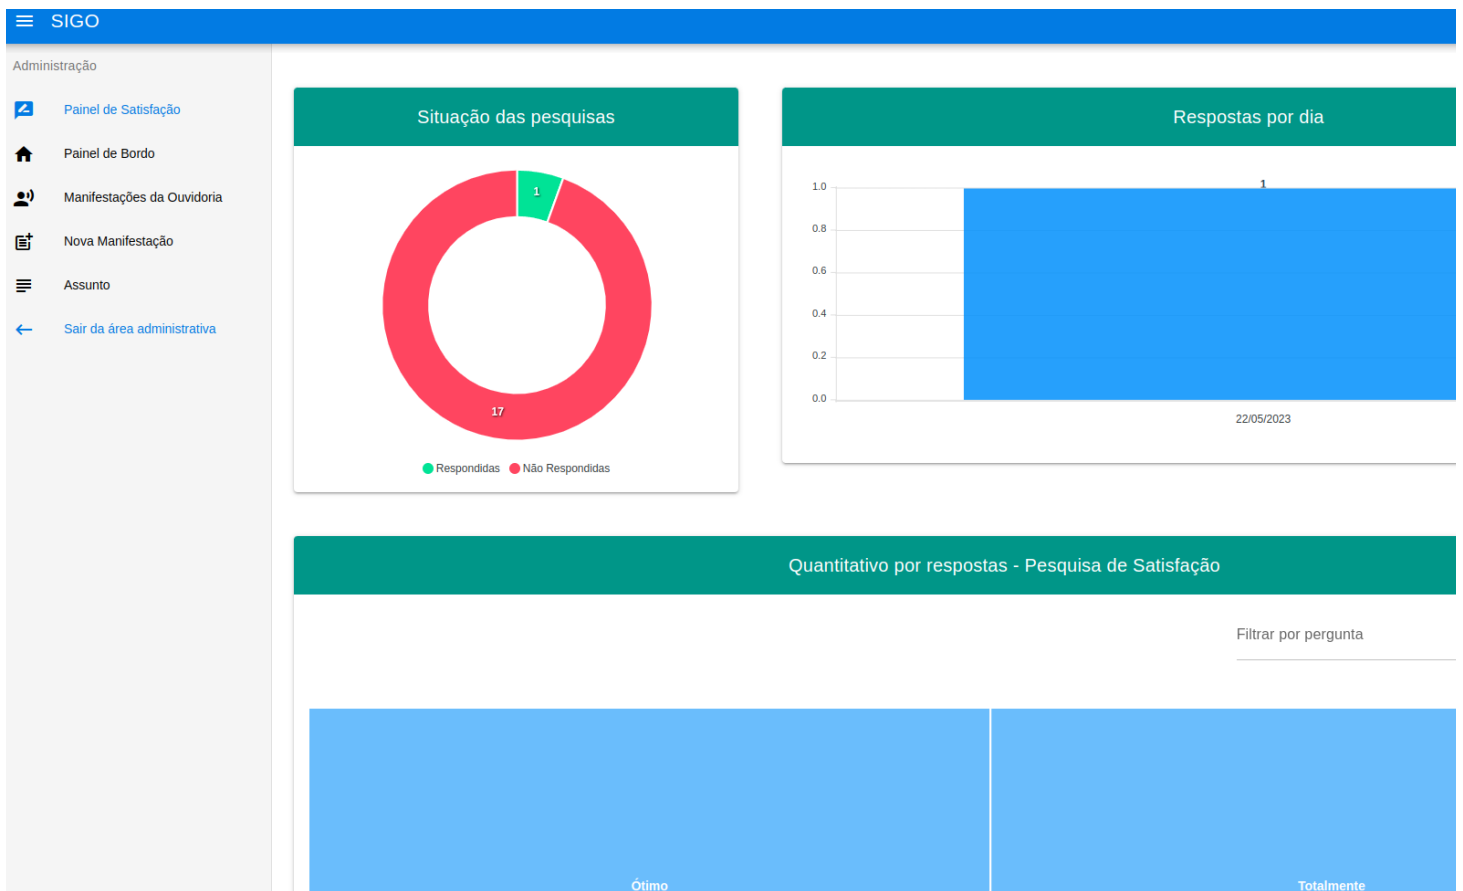 SIGO
Administração
Painel de Satisfação
Painel de Bordo
Manifestações da Ouvidoria
Nova Manifestação
Assunto
Sair da área administrativa
Situação das pesquisas
1
17
Respondidas Não Respondidas
Respostas por dia
1
1.0
0.8
0.6
0.4
0.2
0.0
22/05/2023
Quantitativo por respostas - Pesquisa de Satisfação
Filtrar por pergunta
Ótimo
Totalmente